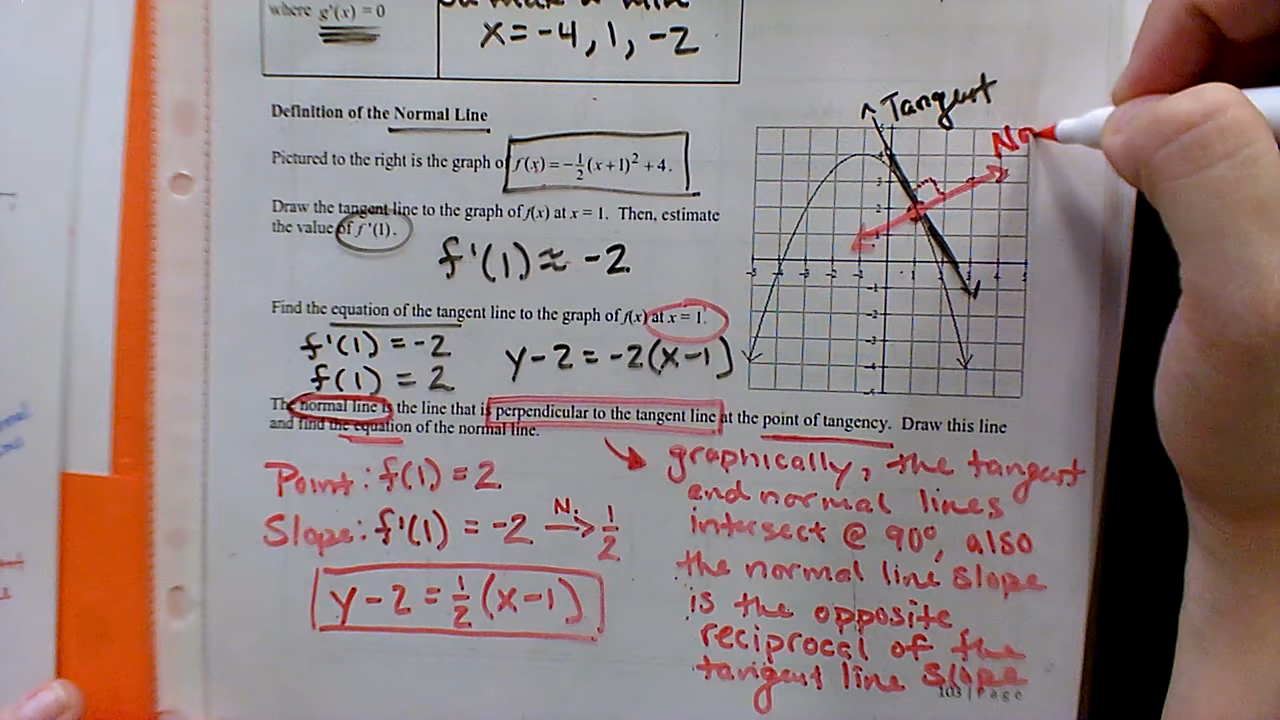 where g'(x) = 0
x = -4, 1, -2
Definition of the Normal Line
Pictured to the right is the graph of f(x) = -1/2(x+1)² + 4.
Draw the tangent line to the graph of f(x) at x = 1. Then, estimate
the value of f '(1).
f'(1) ≈ -2
Find the equation of the tangent line to the graph of f(x) at x = 1.
f'(1) = -2
f(1) = 2
y - 2 = -2(x-1)
The normal line is the line that is perpendicular to the tangent line at the point of tangency. Draw this line
and find the equation of the normal line.
Point: f(1) = 2
Slope: f'(1) = -2 N. → 1/2
y - 2 = 1/2 (x-1)
→ graphically, the tangent
and normal lines
intersect @ 90°, also
the normal line slope
is the opposite
reciprocal of the
tangent line slope
Tangent
No
103 | Page